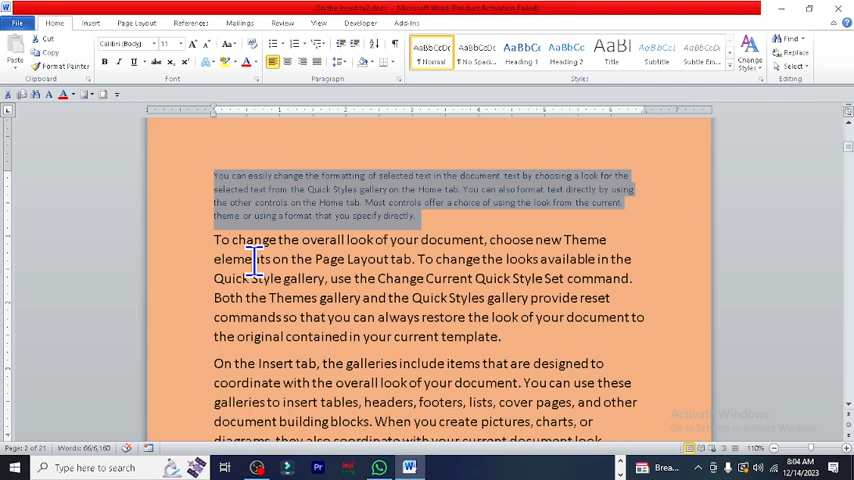 On the Insert ta2.docx - Microsoft Word (Product Activation Failed)
File Home Insert Page Layout References Mailings Review View Developer Add-Ins
Paste Cut Copy Format Painter
Calibri (Body) 11
AaBbCcDc AaBbCcDc AaBbCc AaBbCc AaBl AaBbCcL AaBbCcDt
¶ Normal ¶ No Spaci... Heading 1 Heading 2 Title Subtitle Subtle Em...
Change Styles
Find Replace Select
Clipboard Font Paragraph Styles Editing
You can easily change the formatting of selected text in the document text by choosing a look for the
selected text from the Quick Styles gallery on the Home tab. You can also format text directly by using
the other controls on the Home tab. Most controls offer a choice of using the look from the current
theme or using a format that you specify directly.
To change the overall look of your document, choose new Theme
elements on the Page Layout tab. To change the looks available in the
Quick Style gallery, use the Change Current Quick Style Set command.
Both the Themes gallery and the Quick Styles gallery provide reset
commands so that you can always restore the look of your document to
the original contained in your current template.
On the Insert tab, the galleries include items that are designed to
coordinate with the overall look of your document. You can use these
galleries to insert tables, headers, footers, lists, cover pages, and other
document building blocks. When you create pictures, charts, or
diagrams, they also coordinate with your current document look.
Activate Windows
Go to Settings to activate Windows.
Page: 2 of 21 Words: 66/6,160 110%
Type here to search Brea... 8:04 AM
12/14/2023